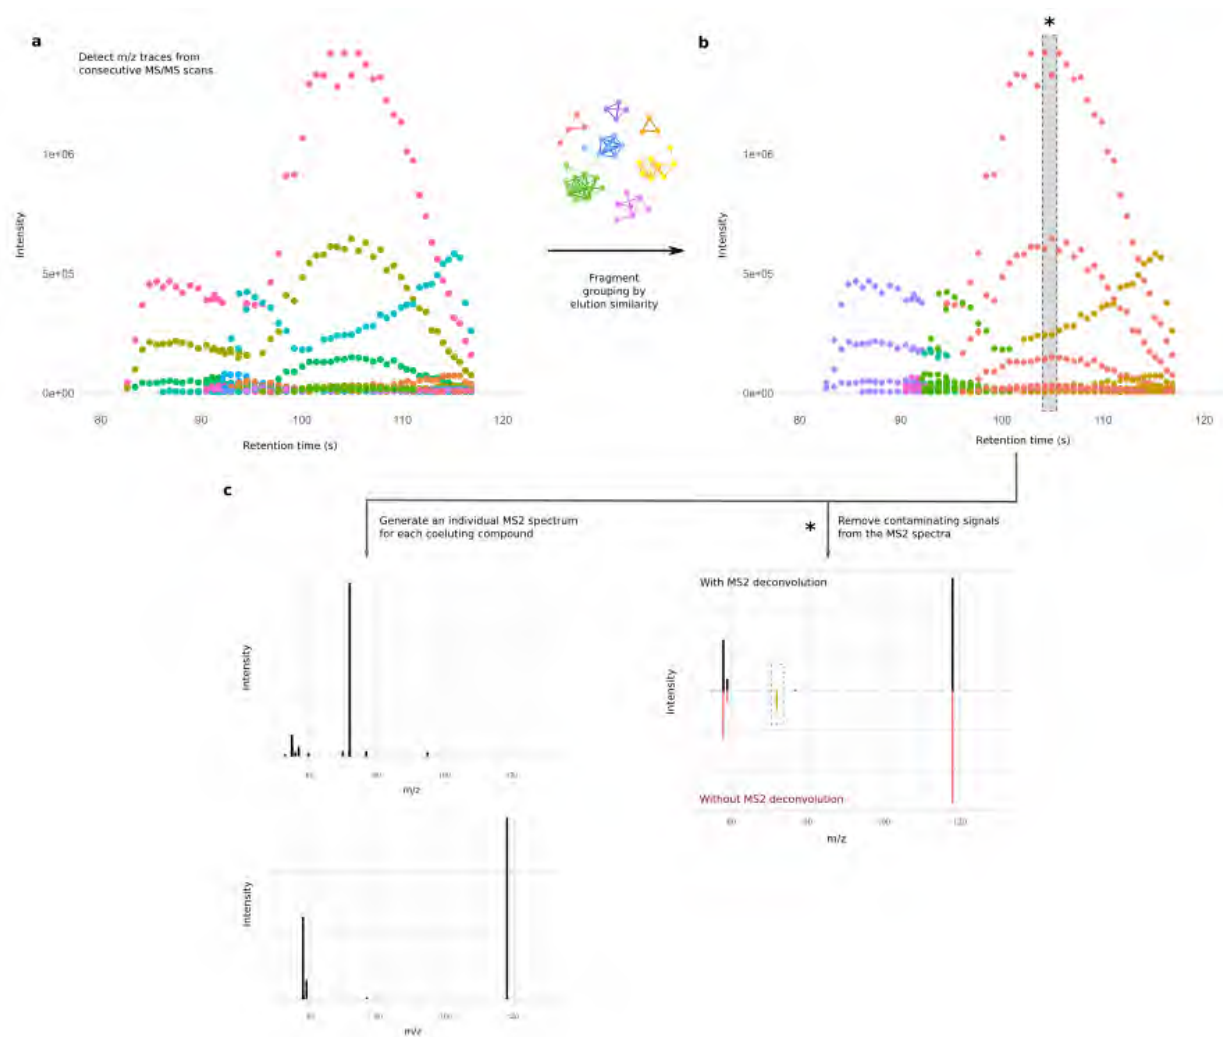 a
b
*
Detect m/z traces from
consecutive MS/MS scans
1e+06
5e+05
0e+00
Intensity
80
90
100
110
120
Retention time (s)
Fragment
grouping by
elution similarity
1e+06
5e+05
0e+00
Intensity
80
90
100
110
120
Retention time (s)
c
Generate an individual MS2 spectrum
for each coeluting compound
*
Remove contaminating signals
from the MS2 spectra
Intensity
m/z
With MS2 deconvolution
Intensity
Without MS2 deconvolution
60
100
120
m/z
Intensity
m/z